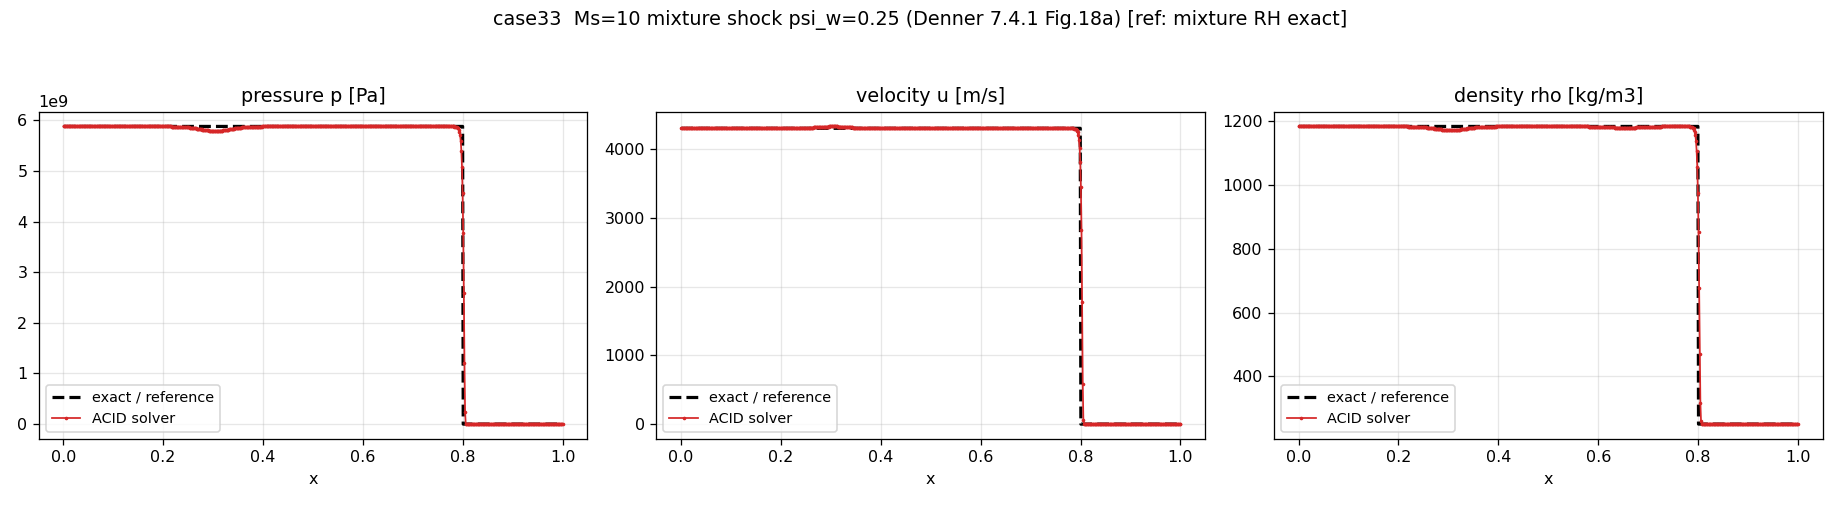 case33  Ms=10 mixture shock psi_w=0.25 (Denner 7.4.1 Fig.18a) [ref: mixture RH exact]
pressure p [Pa]
1e9
6
5
4
3
2
1
0
0.0 0.2 0.4 0.6 0.8 1.0
x
exact / reference
ACID solver
velocity u [m/s]
4000
3000
2000
1000
0
0.0 0.2 0.4 0.6 0.8 1.0
x
exact / reference
ACID solver
density rho [kg/m3]
1200
1000
800
600
400
0.0 0.2 0.4 0.6 0.8 1.0
x
exact / reference
ACID solver